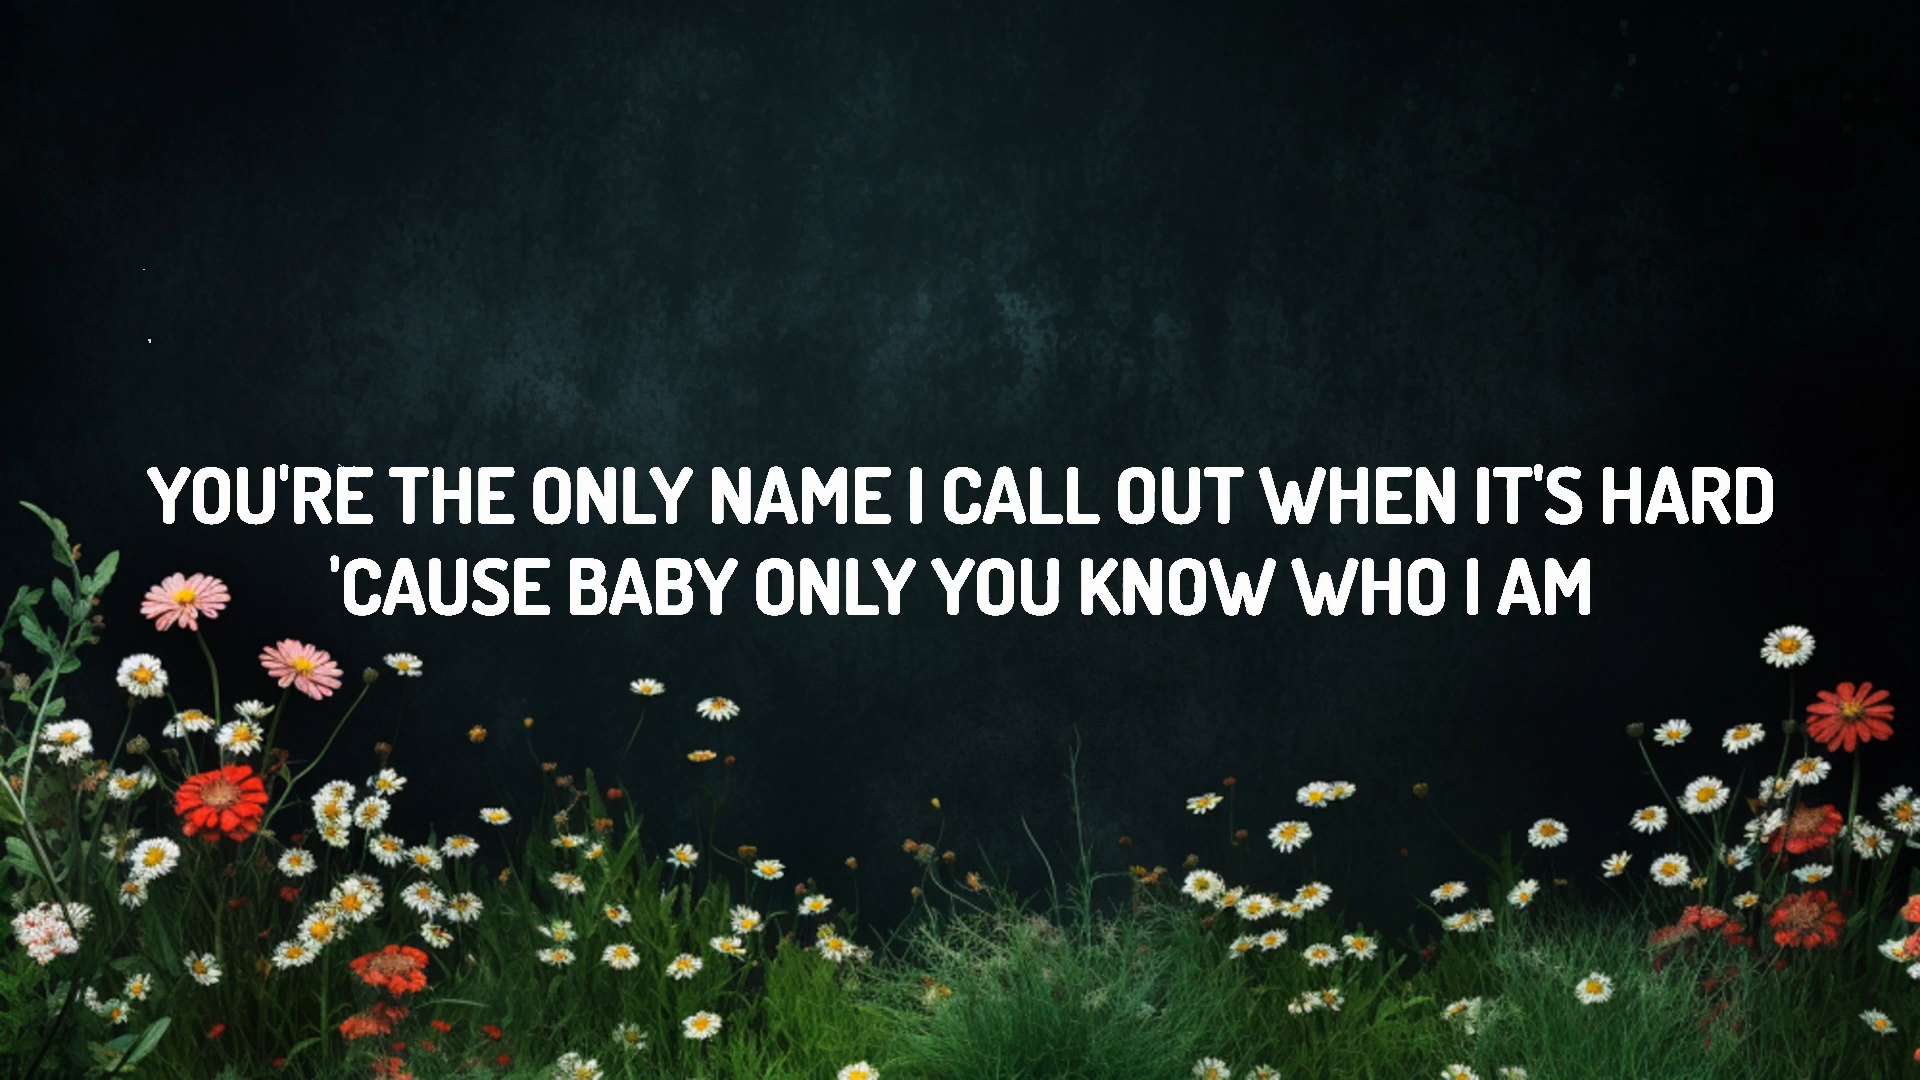 YOU'RE THE ONLY NAME I CALL OUT WHEN IT'S HARD
'CAUSE BABY ONLY YOU KNOW WHO I AM